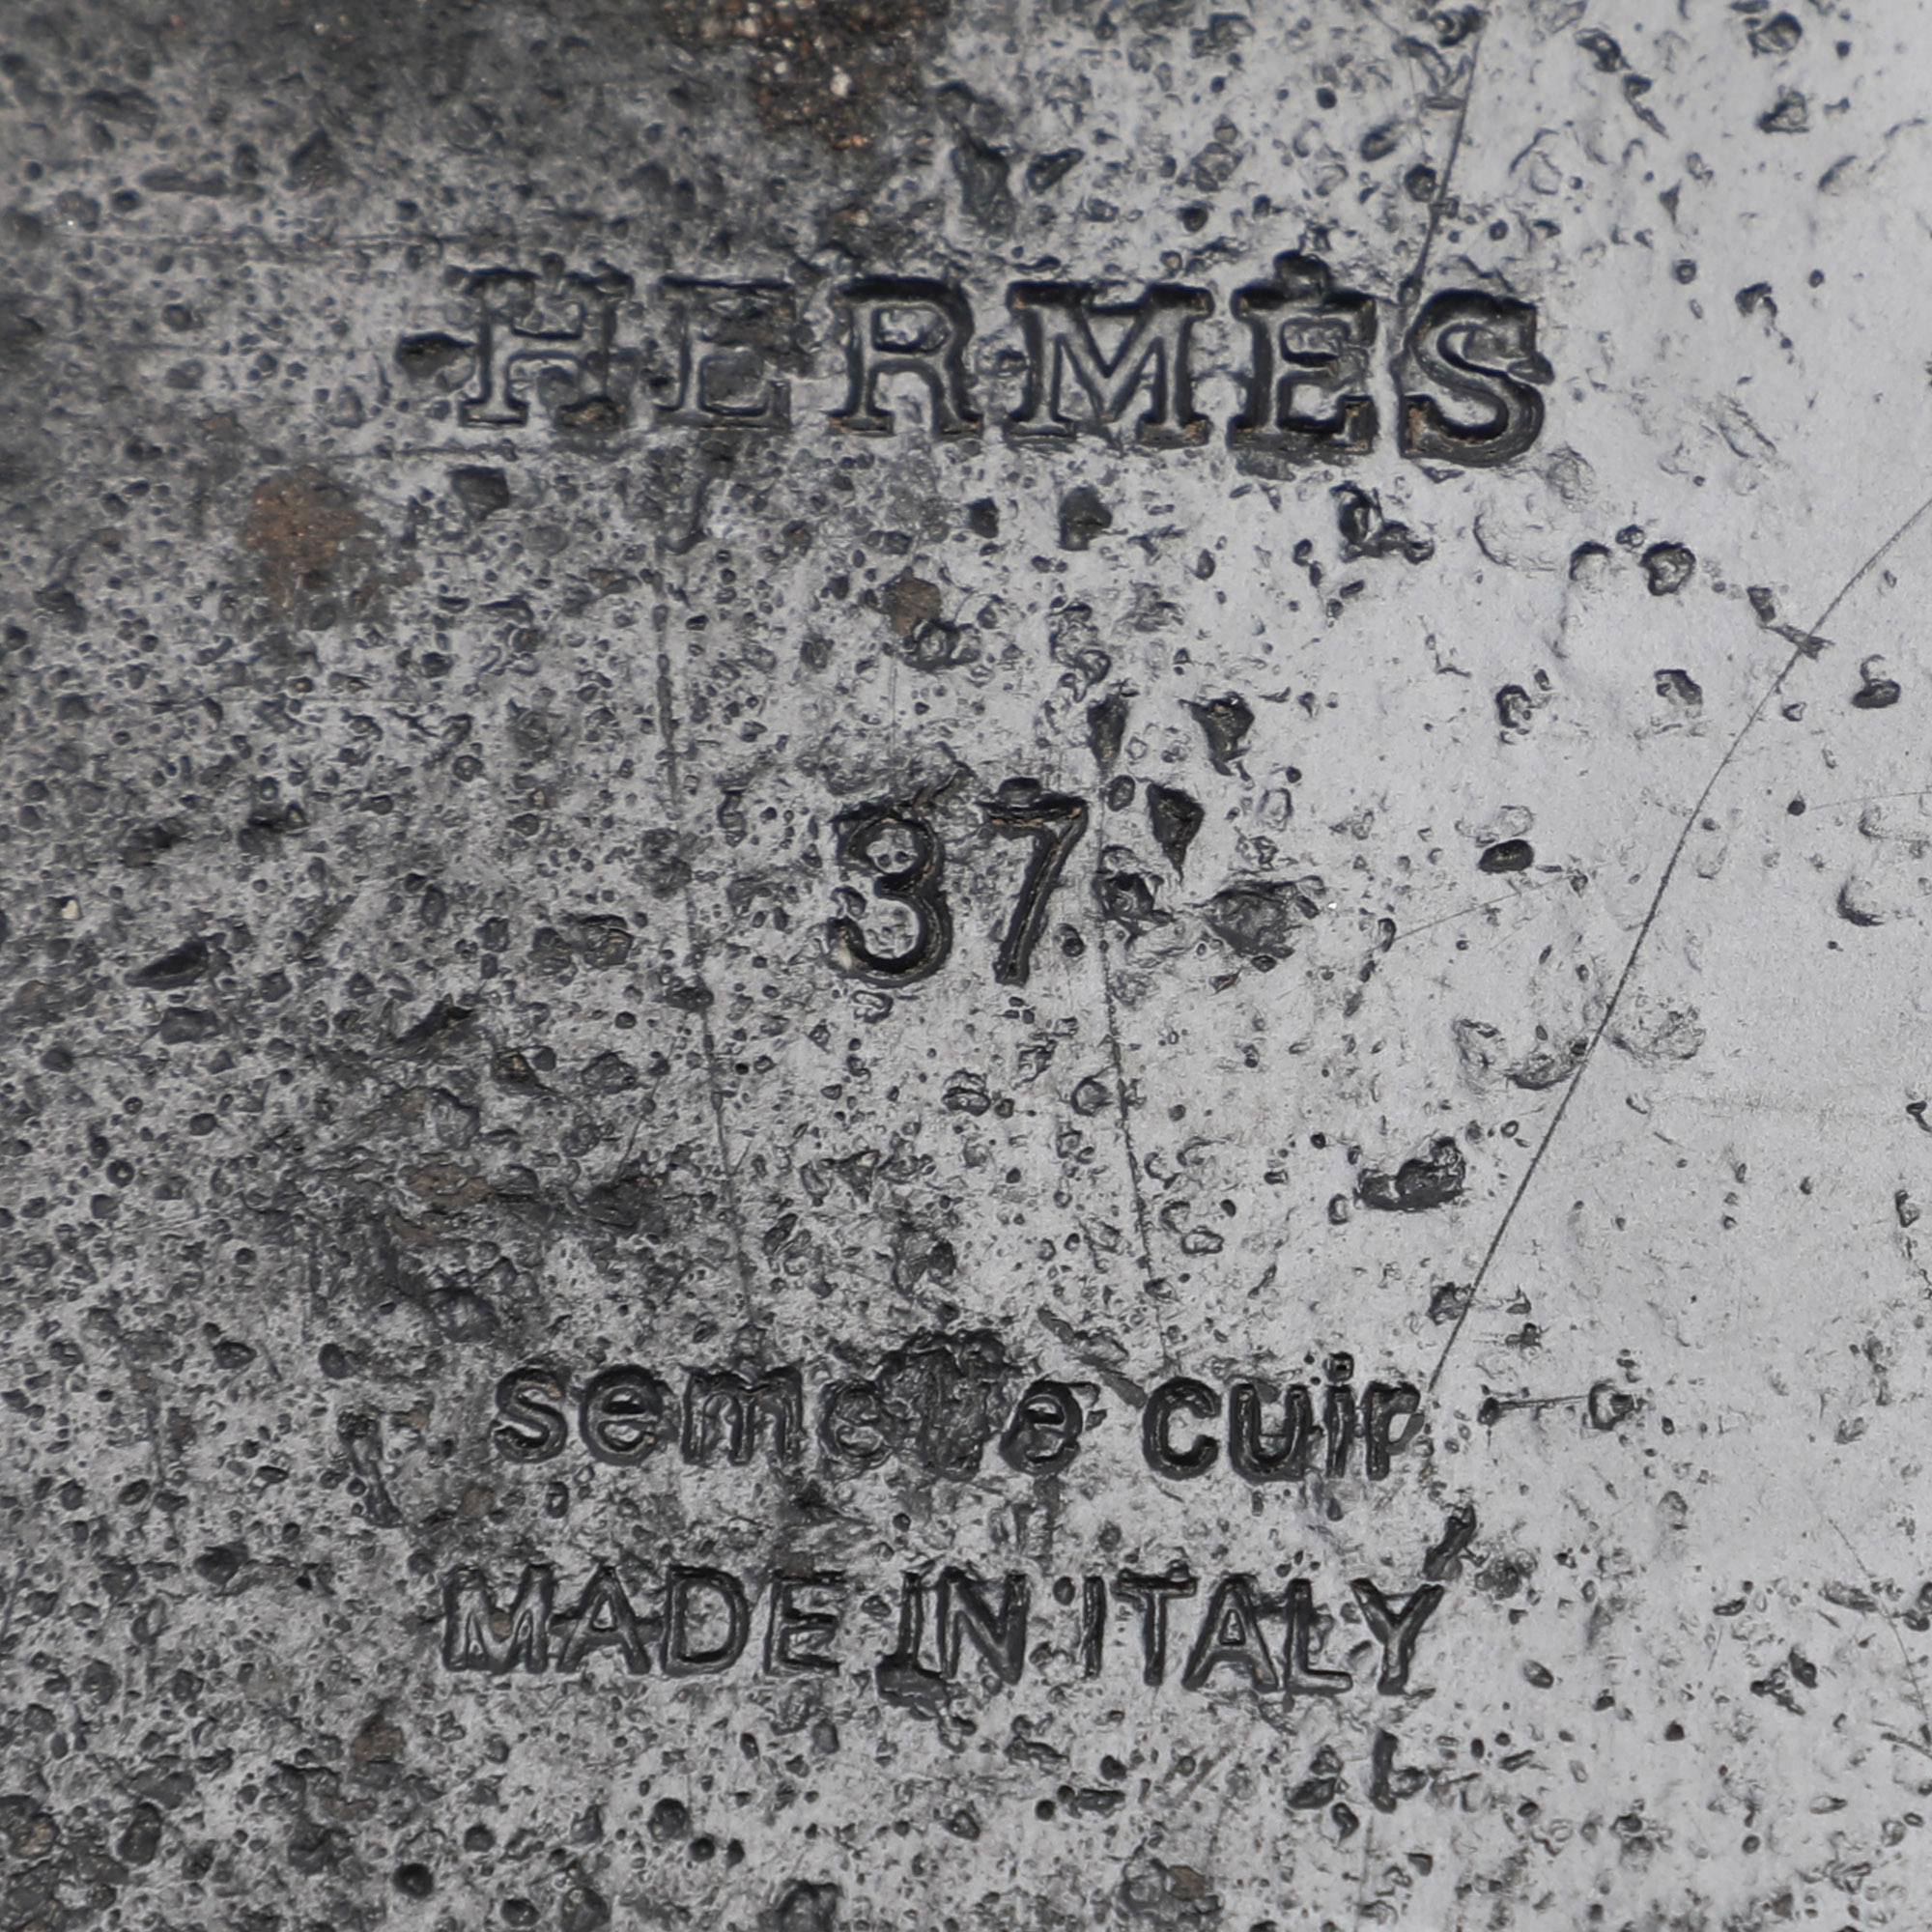 HERMÈS
37
semelle cuir
MADE IN ITALY